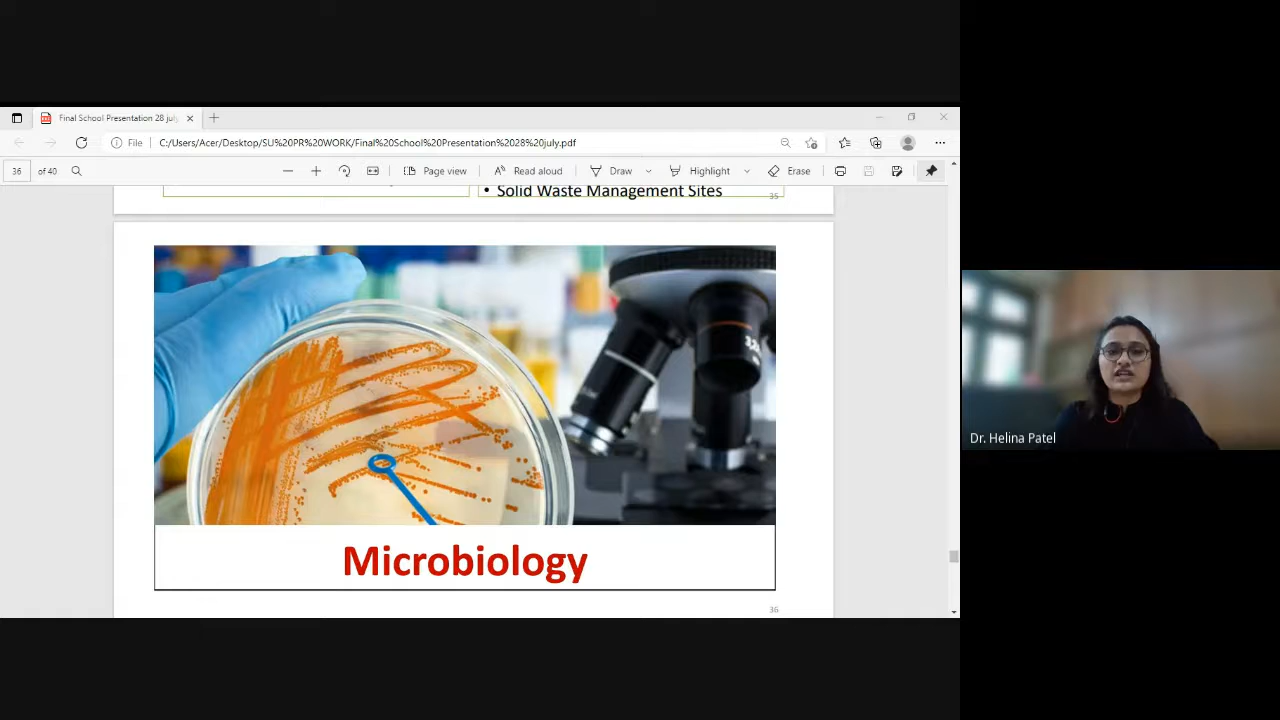 Final School Presentation 28 jul
File
C:/Users/Acer/Desktop/SU%20PR%20WORK/Final%20School%20Presentation%2028%20july.pdf
36 of 40
Page view
Read aloud
Draw
Highlight
Erase
• Solid Waste Management Sites
35
Microbiology
36
Dr. Helina Patel